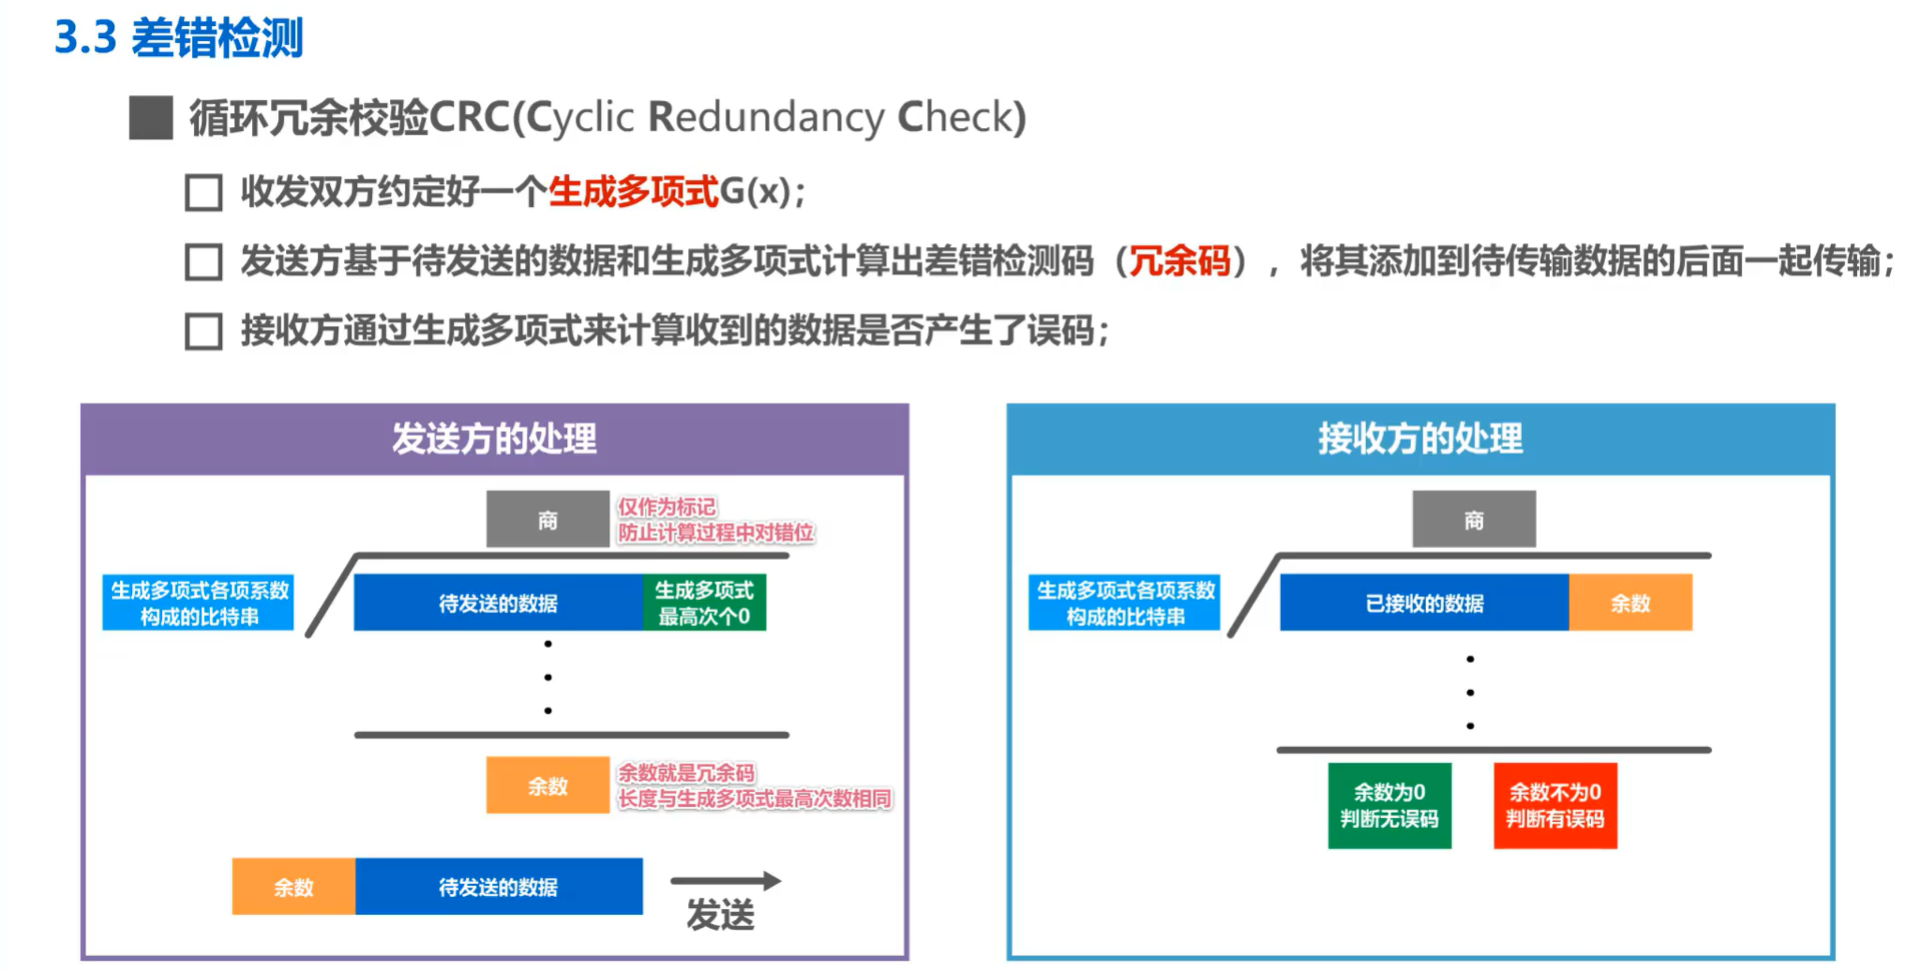 3.3 差错检测
循环冗余校验CRC(Cyclic Redundancy Check)
收发双方约定好一个生成多项式G(x);
发送方基于待发送的数据和生成多项式计算出差错检测码（冗余码），将其添加到待传输数据的后面一起传输;
接收方通过生成多项式来计算收到的数据是否产生了误码;
发送方的处理
商
仅作为标记
防止计算过程中对错位
生成多项式各项系数
构成的比特串
待发送的数据
生成多项式
最高次个0
余数
余数就是冗余码
长度与生成多项式最高次数相同
余数
待发送的数据
发送
接收方的处理
商
生成多项式各项系数
构成的比特串
已接收的数据
余数
余数为0
判断无误码
余数不为0
判断有误码